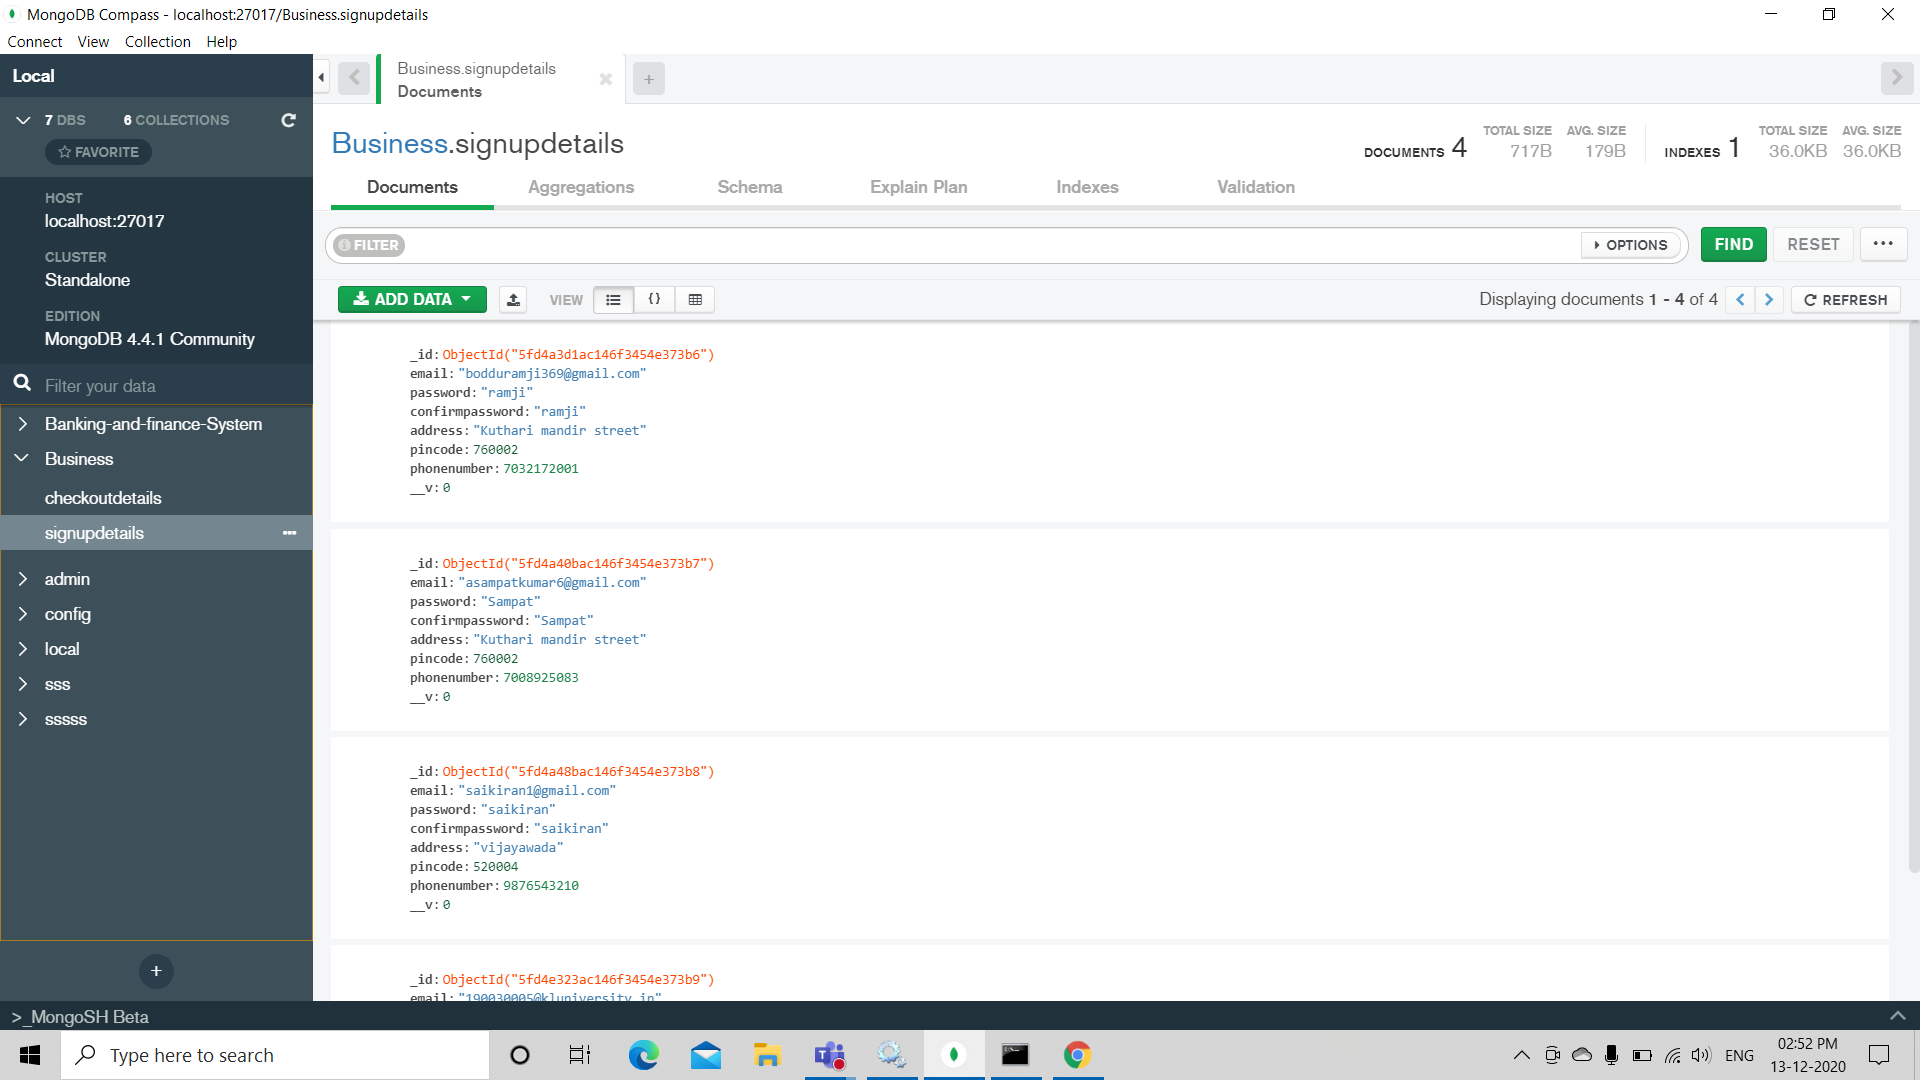 MongoDB Compass - localhost:27017/Business.signupdetails
Connect View Collection Help
Local
Business.signupdetails
Documents
7 DBS 6 COLLECTIONS
FAVORITE
Business.signupdetails
DOCUMENTS 4 TOTAL SIZE 717B AVG. SIZE 179B INDEXES 1 TOTAL SIZE 36.0KB AVG. SIZE 36.0KB
Documents Aggregations Schema Explain Plan Indexes Validation
HOST
localhost:27017
CLUSTER
Standalone
EDITION
MongoDB 4.4.1 Community
Filter your data
Banking-and-finance-System
Business
checkoutdetails
signupdetails
admin
config
local
sss
sssss
FILTER OPTIONS FIND RESET
ADD DATA VIEW Displaying documents 1 - 4 of 4 REFRESH
_id: ObjectId("5fd4a3d1ac146f3454e373b6")
email: "bodduramji369@gmail.com"
password: "ramji"
confirmpassword: "ramji"
address: "Kuthari mandir street"
pincode: 760002
phonenumber: 7032172001
__v: 0
_id: ObjectId("5fd4a40bac146f3454e373b7")
email: "asampatkumar6@gmail.com"
password: "Sampat"
confirmpassword: "Sampat"
address: "Kuthari mandir street"
pincode: 760002
phonenumber: 7008925083
__v: 0
_id: ObjectId("5fd4a48bac146f3454e373b8")
email: "saikiran1@gmail.com"
password: "saikiran"
confirmpassword: "saikiran"
address: "vijayawada"
pincode: 520004
phonenumber: 9876543210
__v: 0
_id: ObjectId("5fd4e323ac146f3454e373b9")
email: "190030005@kluniversity.in"
>_MongoSH Beta
Type here to search
ENG
02:52 PM
13-12-2020